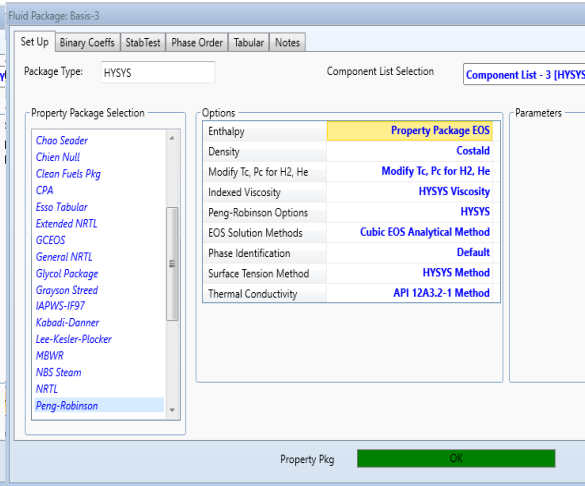 Fluid Package: Basis-3
Set Up Binary Coeffs StabTest Phase Order Tabular Notes
Package Type: HYSYS Component List Selection Component List - 3 [HYSYS
Property Package Selection Options Parameters
Chao Seader
Chien Null
Clean Fuels Pkg
CPA
Esso Tabular
Extended NRTL
GCEOS
General NRTL
Glycol Package
Grayson Streed
IAPWS-IF97
Kabadi-Danner
Lee-Kesler-Plocker
MBWR
NBS Steam
NRTL
Peng-Robinson
Enthalpy Property Package EOS
Density Costald
Modify Tc, Pc for H2, He Modify Tc, Pc for H2, He
Indexed Viscosity HYSYS Viscosity
Peng-Robinson Options HYSYS
EOS Solution Methods Cubic EOS Analytical Method
Phase Identification Default
Surface Tension Method HYSYS Method
Thermal Conductivity API 12A3.2-1 Method
Property Pkg OK